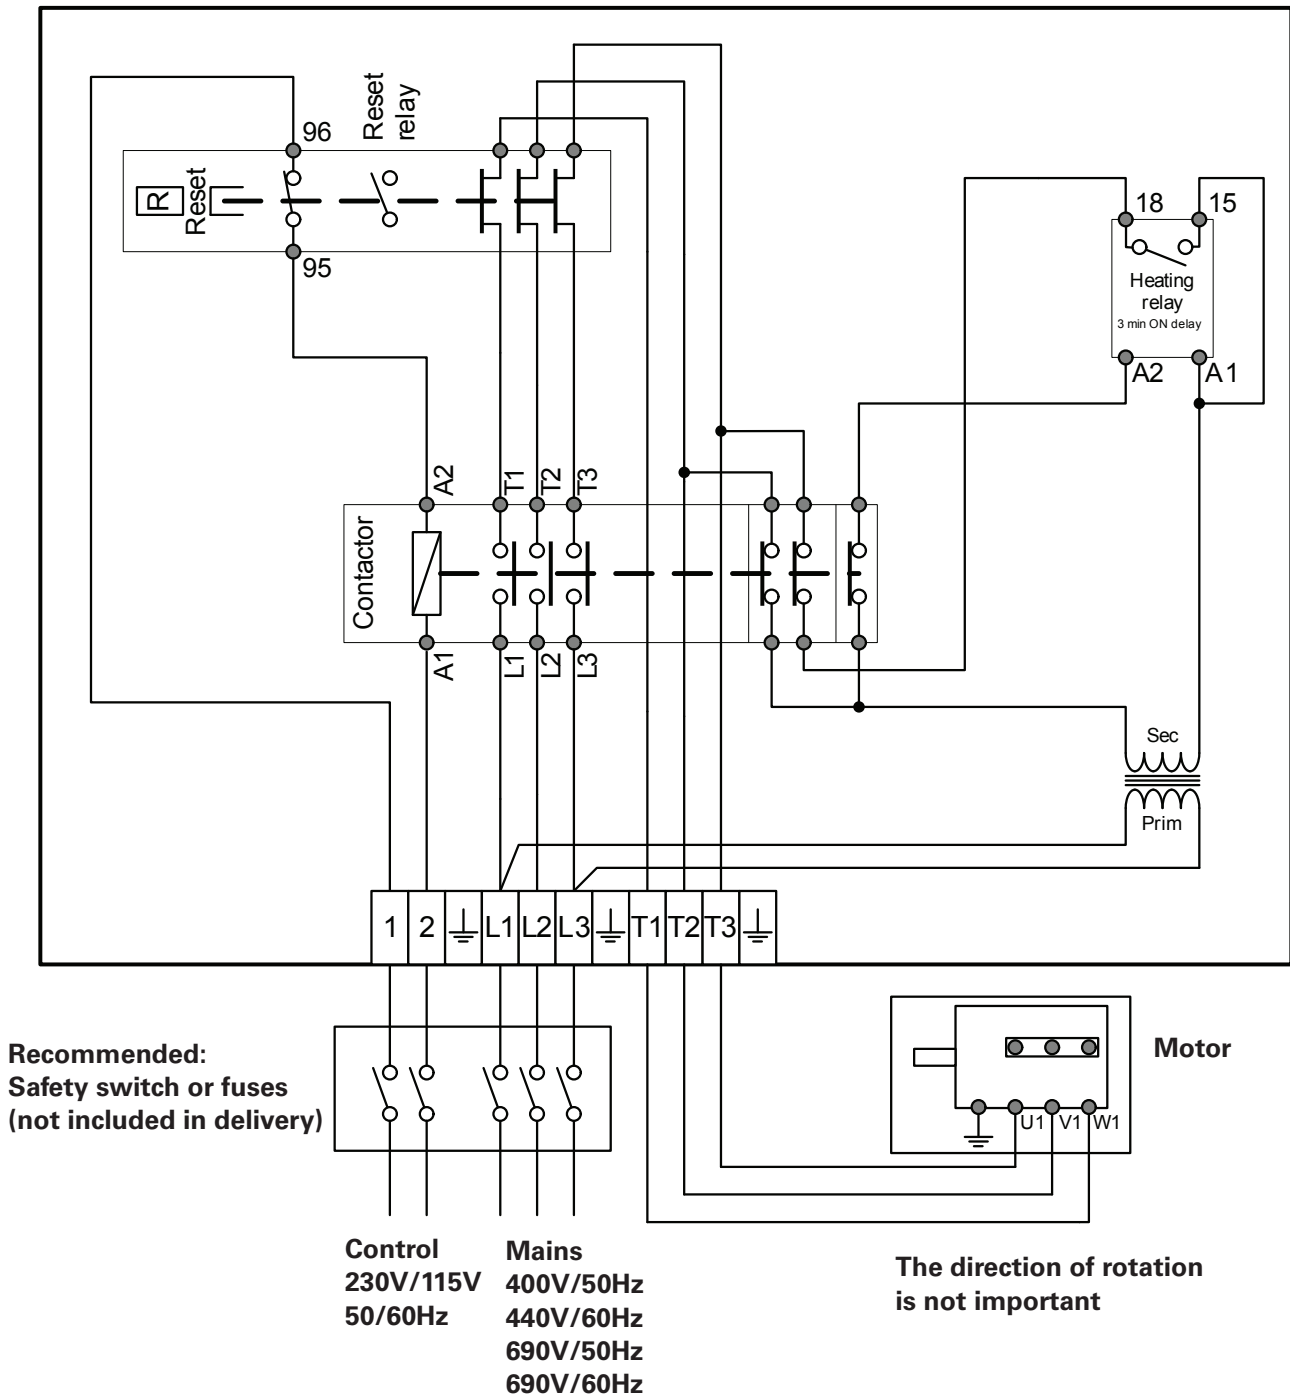 Reset
relay
96
R
Reset
95
18
15
Heating
relay
3 min ON delay
A2
A1
A2
T1
T2
T3
Contactor
A1
L1
L2
L3
Sec
Prim
1
2
L1
L2
L3
T1
T2
T3
Recommended:
Safety switch or fuses
(not included in delivery)
Motor
U1
V1
W1
Control
230V/115V
50/60Hz
Mains
400V/50Hz
440V/60Hz
690V/50Hz
690V/60Hz
The direction of rotation
is not important